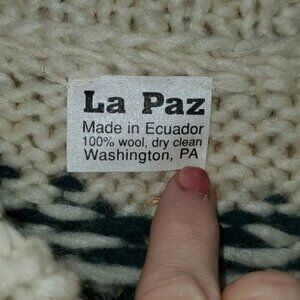 La Paz
Made in Ecuador
100% wool, dry clean
Washington, PA